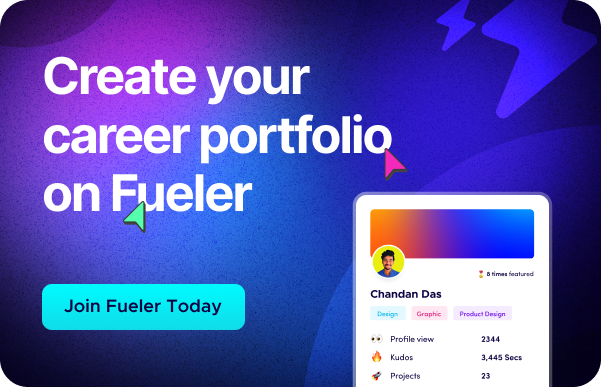 Create your
career portfolio
on Fueler
Join Fueler Today
8 times featured
Chandan Das
Design Graphic Product Design
Profile view 2344
Kudos 3,445 Secs
Projects 23